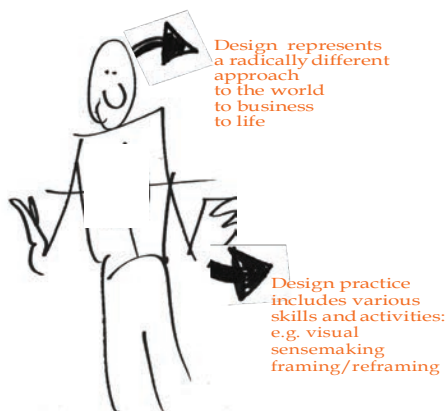 Design represents
a radically different
approach
to the world
to business
to life
Design practice
includes various
skills and activities:
e.g. visual
sensemaking
framing/reframing